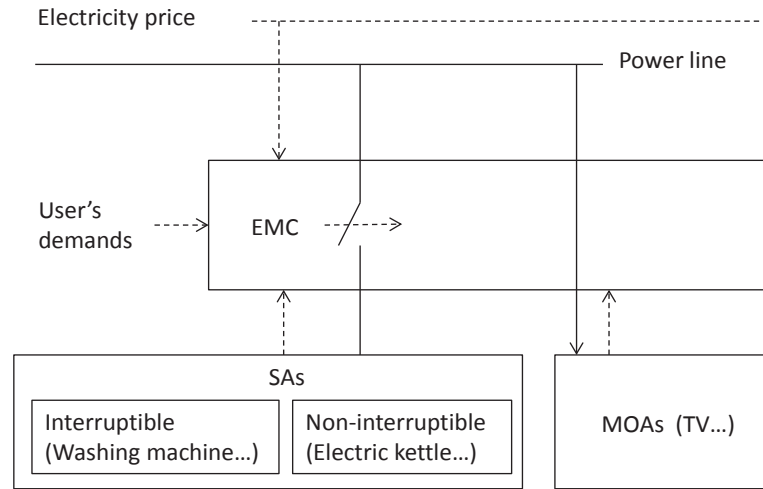 Electricity price
Power line
User's
demands
EMC
SAs
Interruptible
(Washing machine…)
Non-interruptible
(Electric kettle…)
MOAs (TV…)